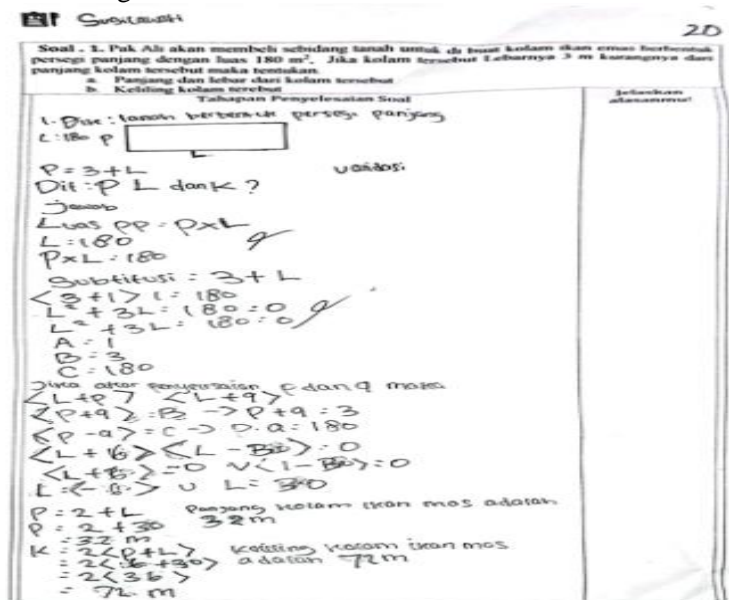 Susilawati
20
Soal . 1. Pak Ali akan membeli sebidang tanah untuk di buat kolam ikan emas berbentuk
persegi panjang dengan luas 180 m². Jika kolam tersebut Lebarnya 3 m kurangnya dari
panjang kolam tersebut maka tentukan
a. Panjang dan lebar dari kolam tersebut
b. Keliling kolam terebut
Tahapan Penyelesaian Soal
Jelaskan
alasanmu!
1. Dik : tanah berbentuk persegi panjang
L : 180 P
L
P = 3 + L
validasi
Dit : P L dan K ?
Jawab
Luas PP = P x L
L = 180
P x L = 180
Subtitusi = 3 + L
<3 + 1> l = 180
L² + 3L = 180 = 0
L² + 3L = 180 = 0
A = 1
B = 3
C = 180
Jika akar penyelesaian P dan q maka
<L + P> <L + q>
<P + q> = B -> P + q = 3
<P - a> = C -> P. Q = 180
<L + 6> <L - 30> = 0
<L + 6> = 0 V <1 - 30> = 0
L = <- 6> U L = 30
P = 2 + L Panjang kolam ikan mas adalah
P = 2 + 30 32 m
= 32 m
K = 2<P + L> keliling kolam ikan mas
= 2<6 + 30> adalah 72 m
= 2<36>
= 72 m